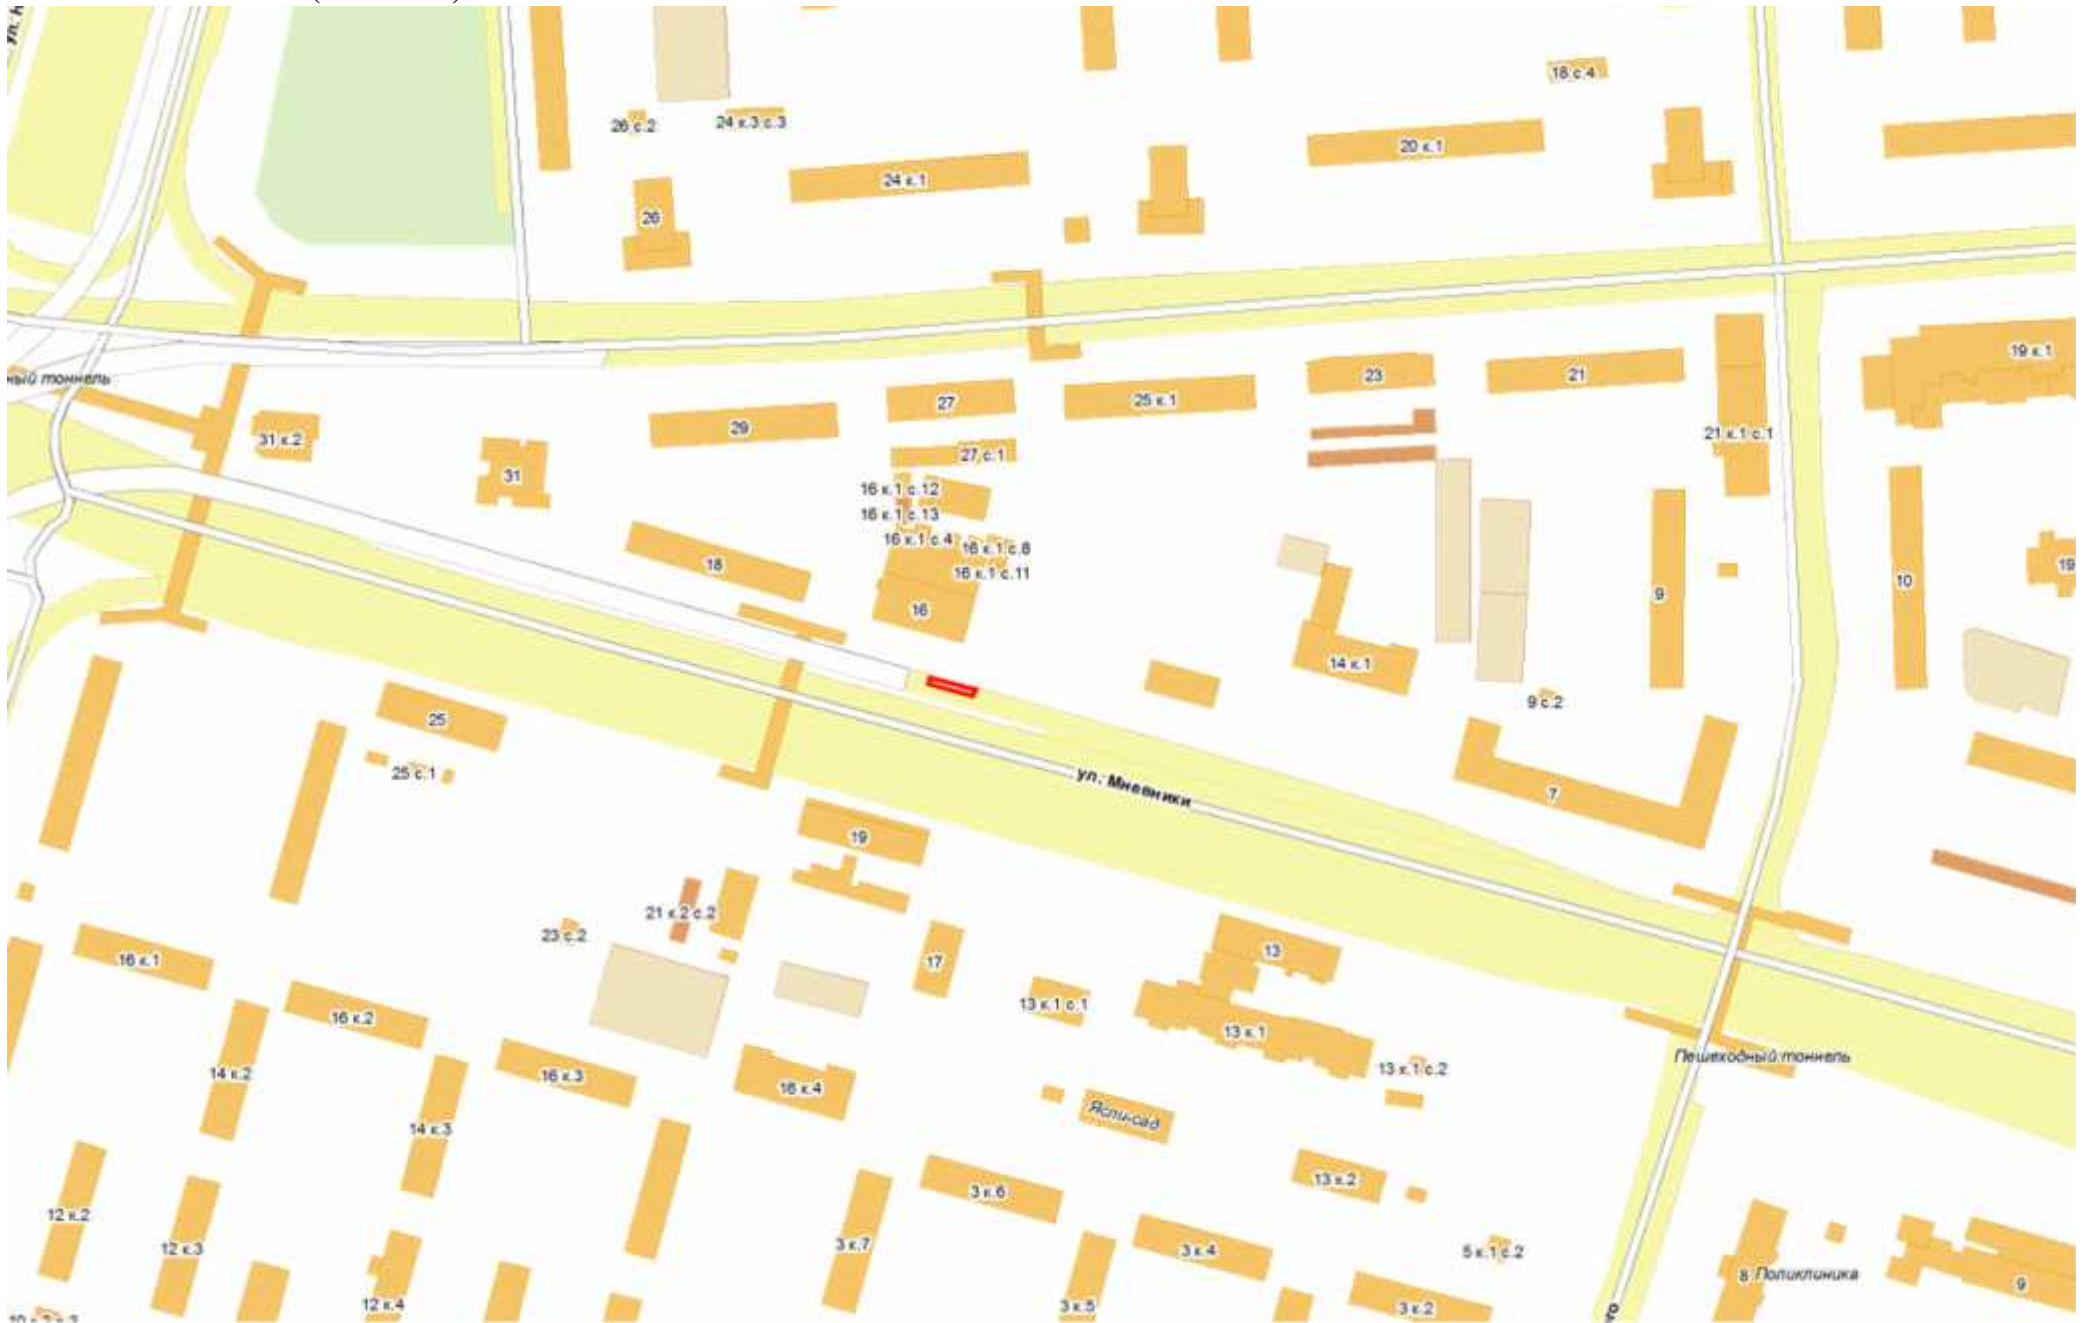 18 с.4
26 с.2
24 к.3 с.3
20 к.1
24 к.1
26
19 к.1
23
21
ный тоннель
25 к.1
27
29
21 к.1 с.1
31 к.2
27 с.1
31
16 к.1 с.12
16 к.1 с.13
16 к.1 с.4
16 к.1 с.8
18
16 к.1 с.11
19
10
9
16
14 к.1
9 с.2
25
25 с.1
ул. Мневники
7
19
21 к.2 с.2
23 с.2
13
16 к.1
17
13 к.1 с.1
16 к.2
13 к.1
Пешеходный тоннель
13 к.1 с.2
14 к.2
16 к.3
16 к.4
Ясли-сад
14 к.3
13 к.2
3 к.6
12 к.2
3 к.7
12 к.3
3 к.4
5 к.1 с.2
8 Поликлиника
9
12 к.4
3 к.5
3 к.2